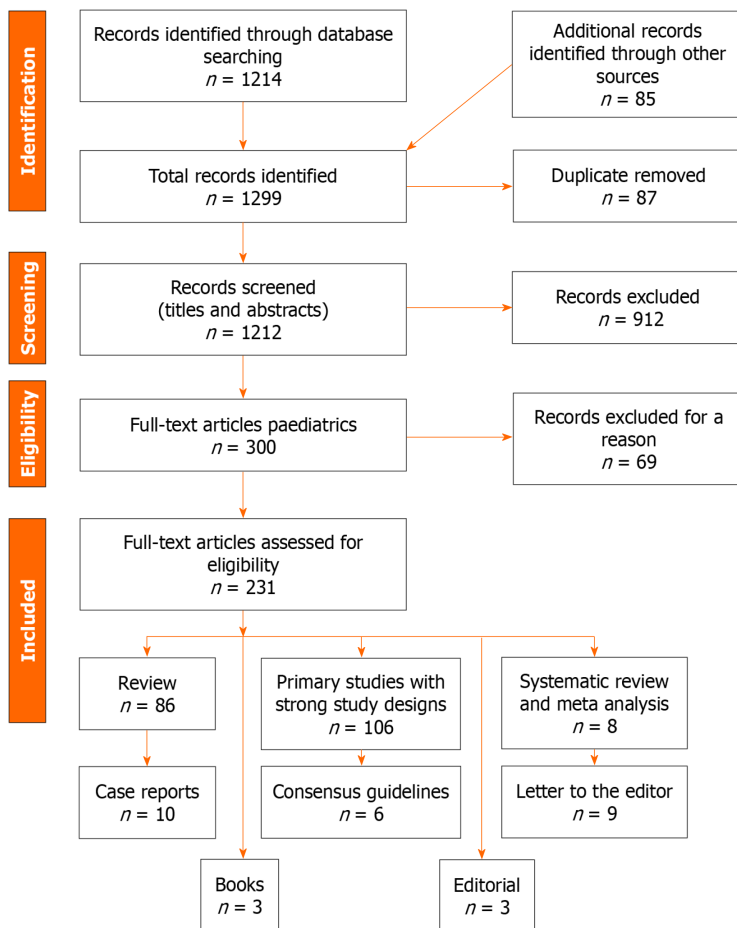 Identification
Records identified through database
searching
n = 1214
Additional records
identified through other
sources
n = 85
Total records identified
n = 1299
Duplicate removed
n = 87
Screening
Records screened
(titles and abstracts)
n = 1212
Records excluded
n = 912
Eligibility
Full-text articles paediatrics
n = 300
Records excluded for a
reason
n = 69
Included
Full-text articles assessed for
eligibility
n = 231
Review
n = 86
Primary studies with
strong study designs
n = 106
Systematic review
and meta analysis
n = 8
Case reports
n = 10
Consensus guidelines
n = 6
Letter to the editor
n = 9
Books
n = 3
Editorial
n = 3